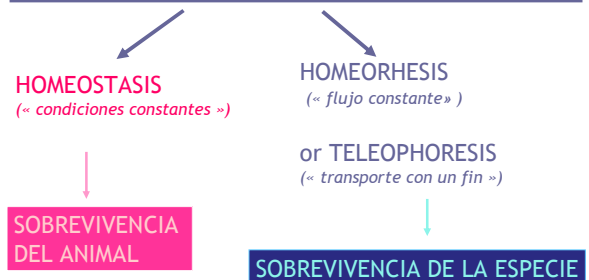 HOMEOSTASIS
(« condiciones constantes »)
SOBREVIVENCIA
DEL ANIMAL
HOMEORHESIS
(« flujo constante» )
or TELEOPHORESIS
(« transporte con un fin »)
SOBREVIVENCIA DE LA ESPECIE